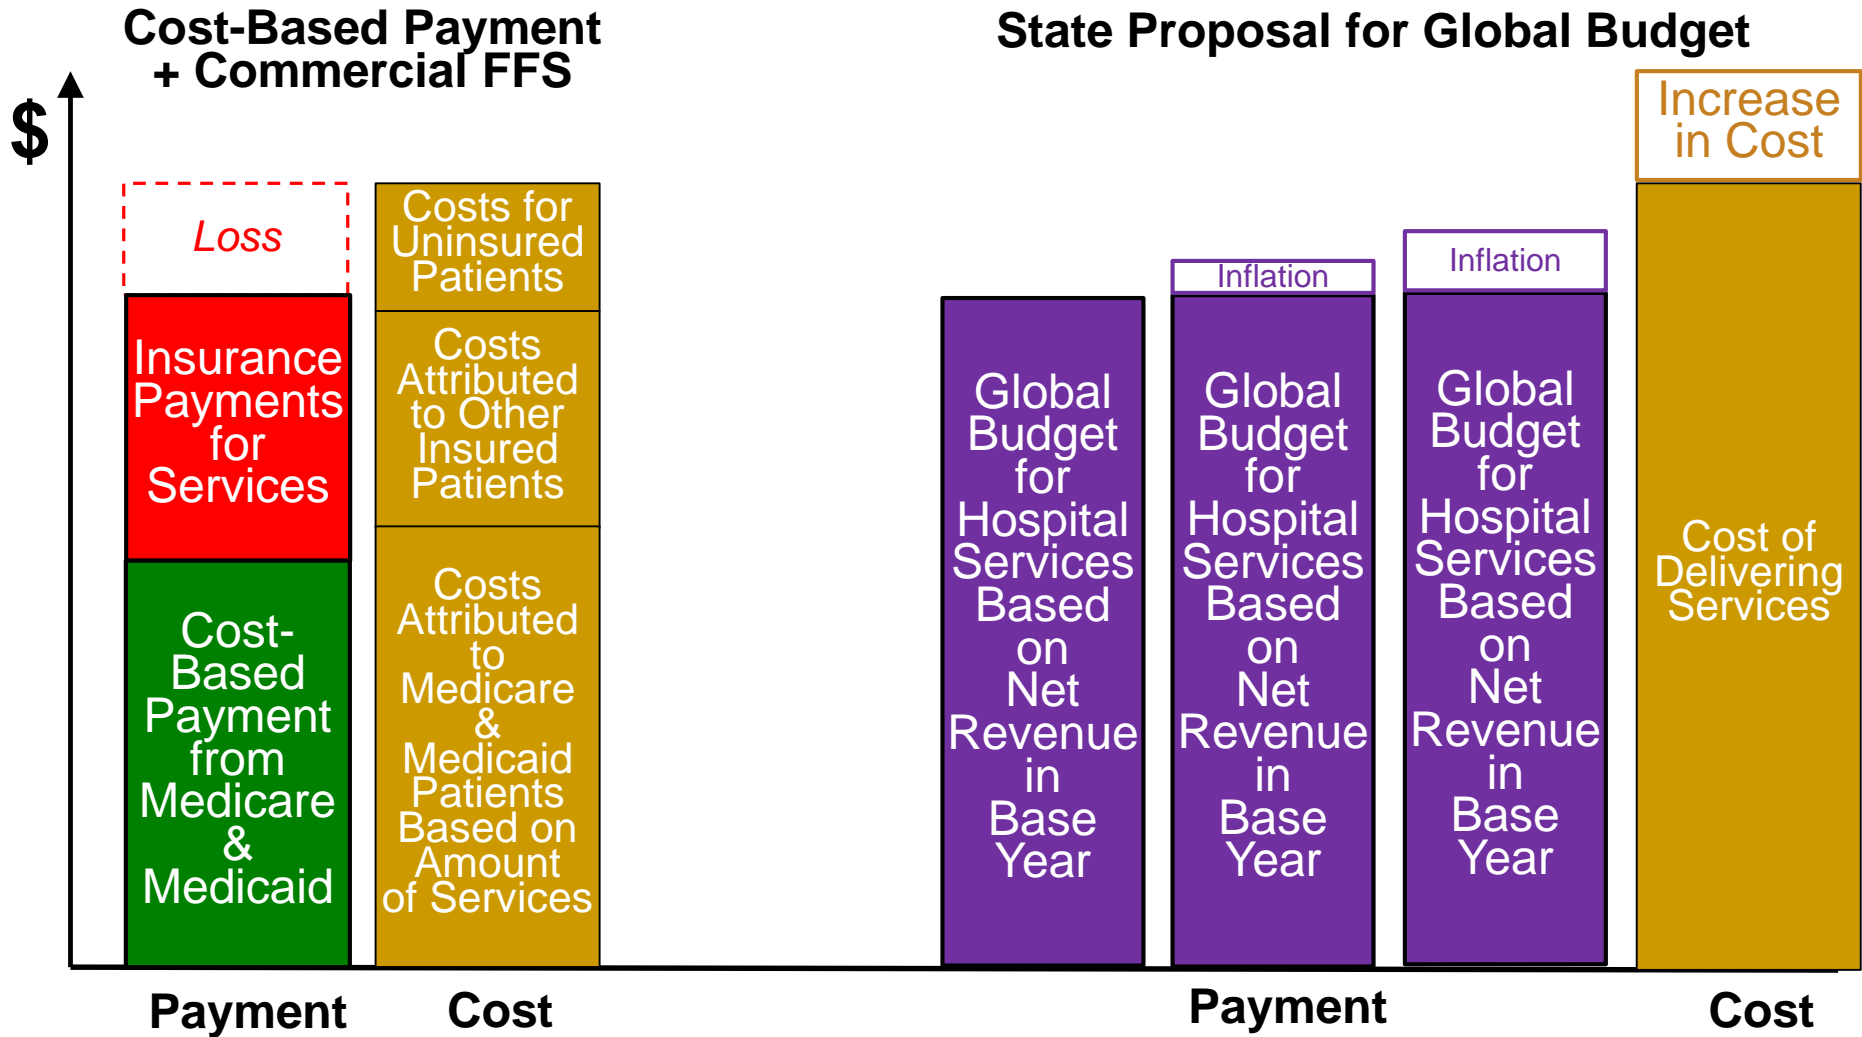 Cost-Based Payment
+ Commercial FFS
State Proposal for Global Budget
$
Loss
Insurance
Payments
for
Services
Cost-
Based
Payment
from
Medicare
&
Medicaid
Costs for
Uninsured
Patients
Costs
Attributed
to Other
Insured
Patients
Costs
Attributed
to
Medicare
&
Medicaid
Patients
Based on
Amount
of Services
Global
Budget
for
Hospital
Services
Based
on
Net
Revenue
in
Base
Year
Inflation
Global
Budget
for
Hospital
Services
Based
on
Net
Revenue
in
Base
Year
Inflation
Global
Budget
for
Hospital
Services
Based
on
Net
Revenue
in
Base
Year
Increase
in Cost
Cost of
Delivering
Services
Payment
Cost
Payment
Cost